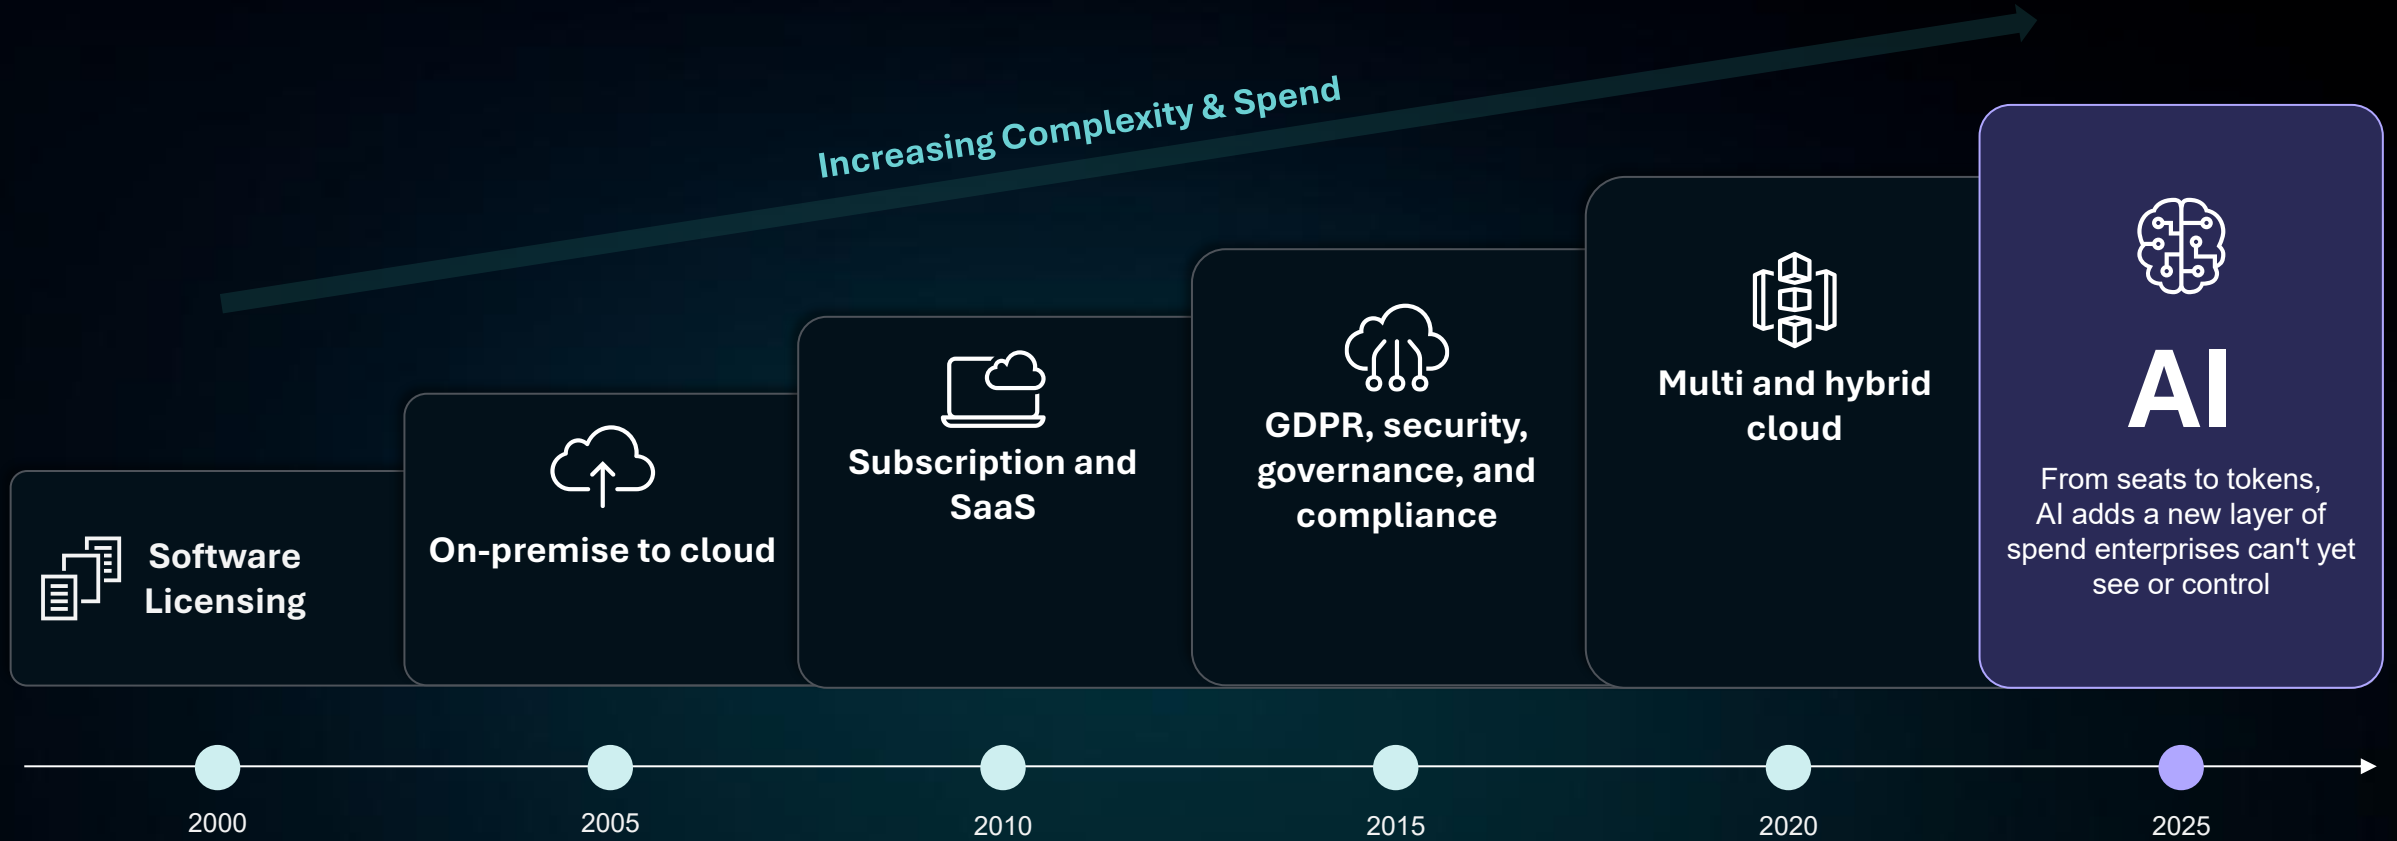 Increasing Complexity & Spend
Software
Licensing
On-premise to cloud
Subscription and
SaaS
GDPR, security,
governance, and
compliance
Multi and hybrid
cloud
AI
From seats to tokens,
AI adds a new layer of
spend enterprises can't yet
see or control
2000
2005
2010
2015
2020
2025